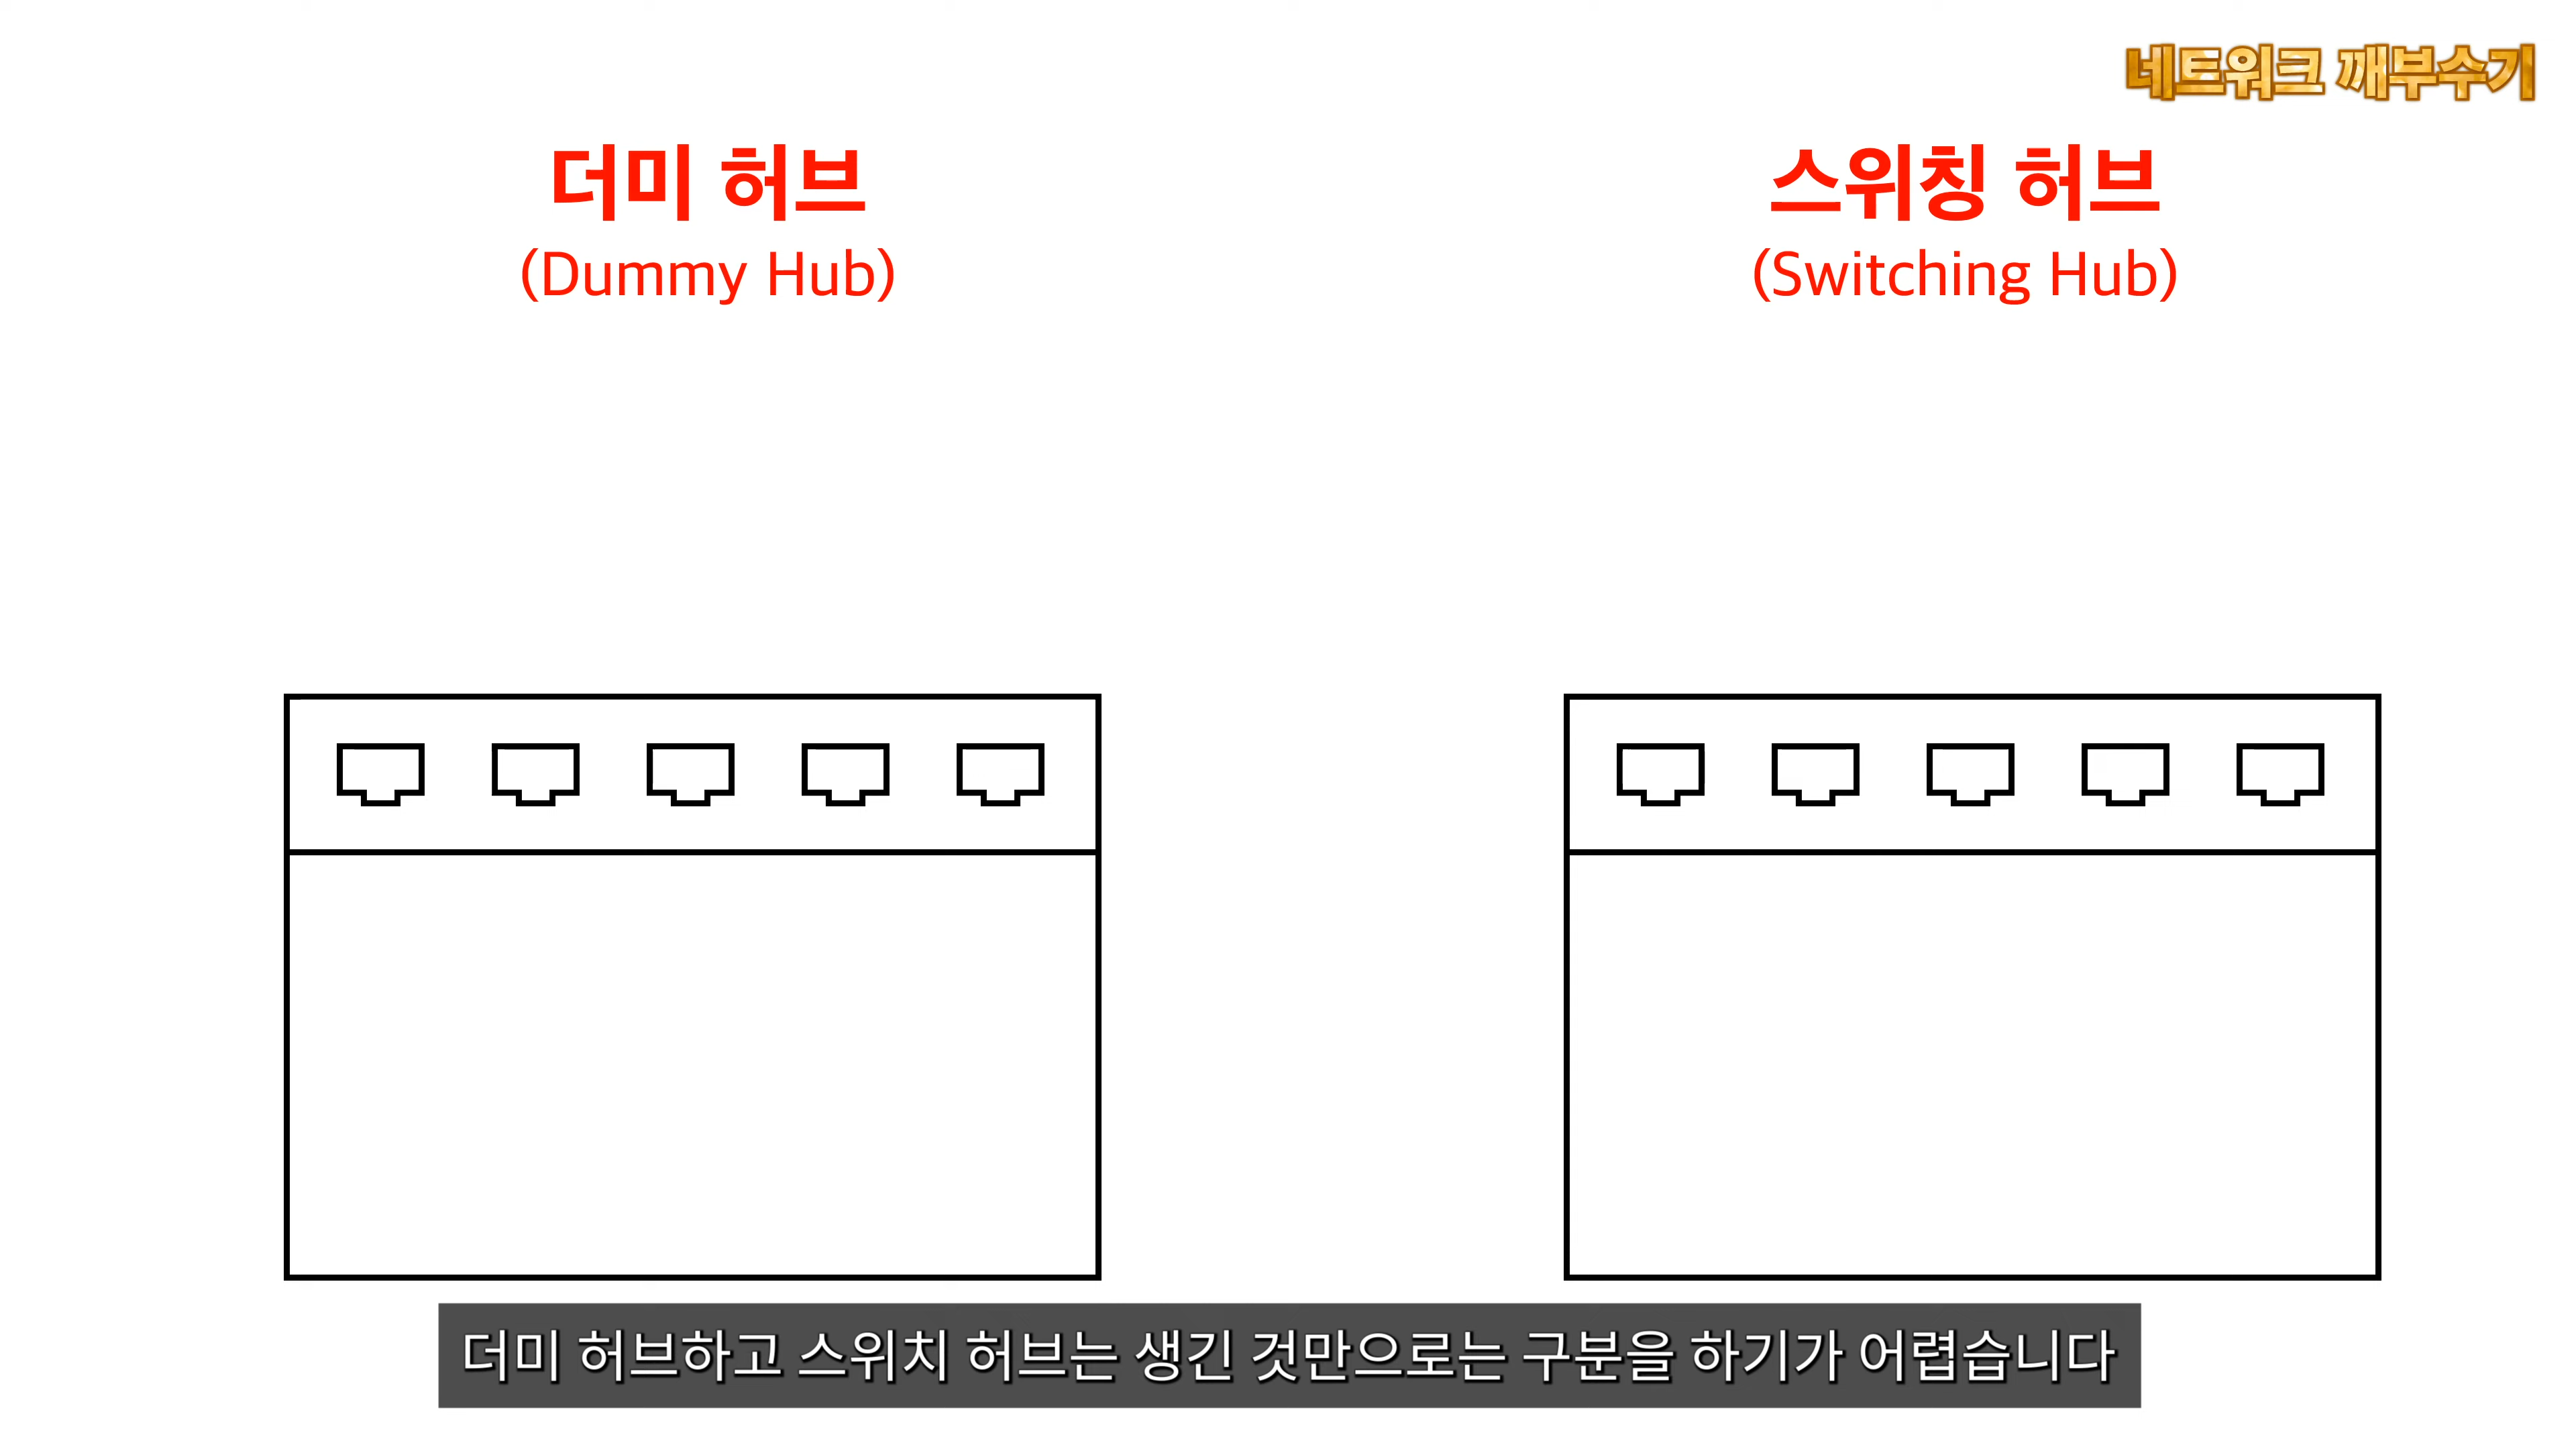 네트워크 깨부수기
더미 허브
(Dummy Hub)
스위칭 허브
(Switching Hub)
더미 허브하고 스위치 허브는 생긴 것만으로는 구분을 하기가 어렵습니다